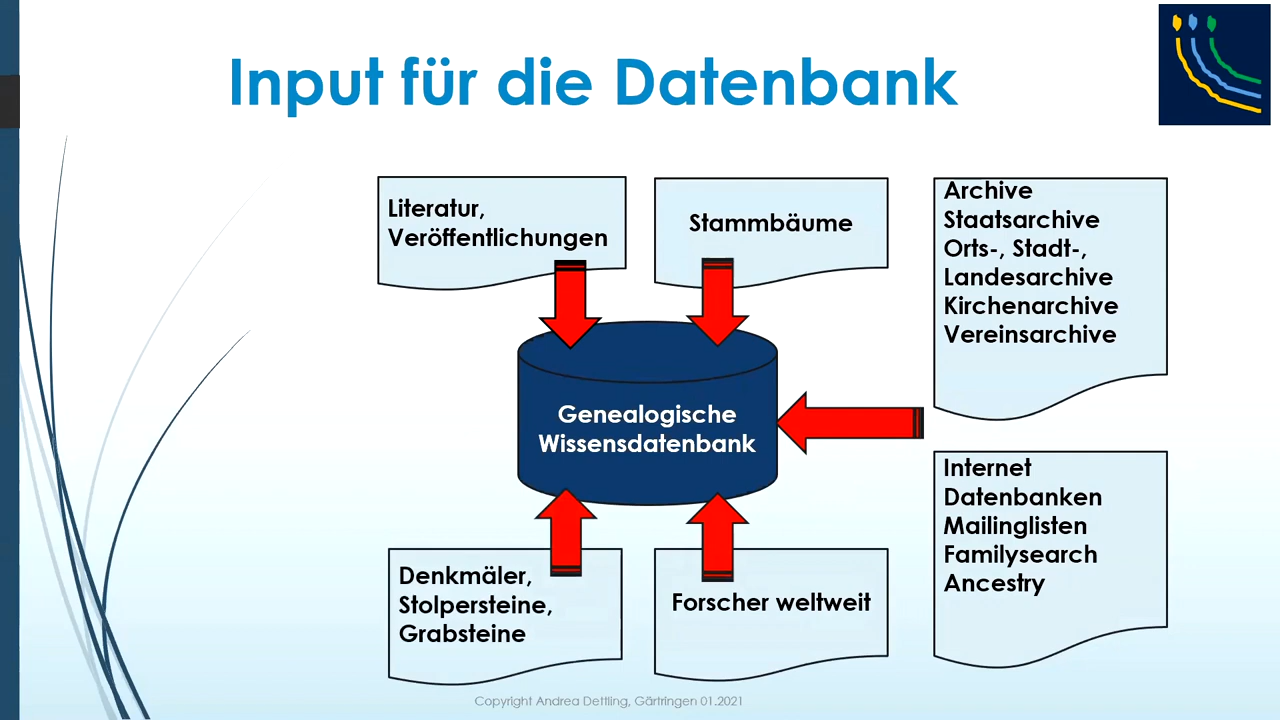 Input für die Datenbank
Literatur,
Veröffentlichungen
Stammbäume
Archive
Staatsarchive
Orts-, Stadt-,
Landesarchive
Kirchenarchive
Vereinsarchive
Genealogische
Wissensdatenbank
Internet
Datenbanken
Mailinglisten
Familysearch
Ancestry
Denkmäler,
Stolpersteine,
Grabsteine
Forscher weltweit
Copyright Andrea Dettling, Gärtringen 01.2021